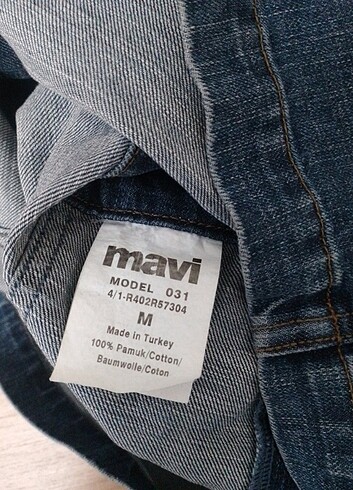 mavi
MODEL 031
4/1-R402R57304
M
Made in Turkey
100% Pamuk/Cotton/
Baumwolle/Coton